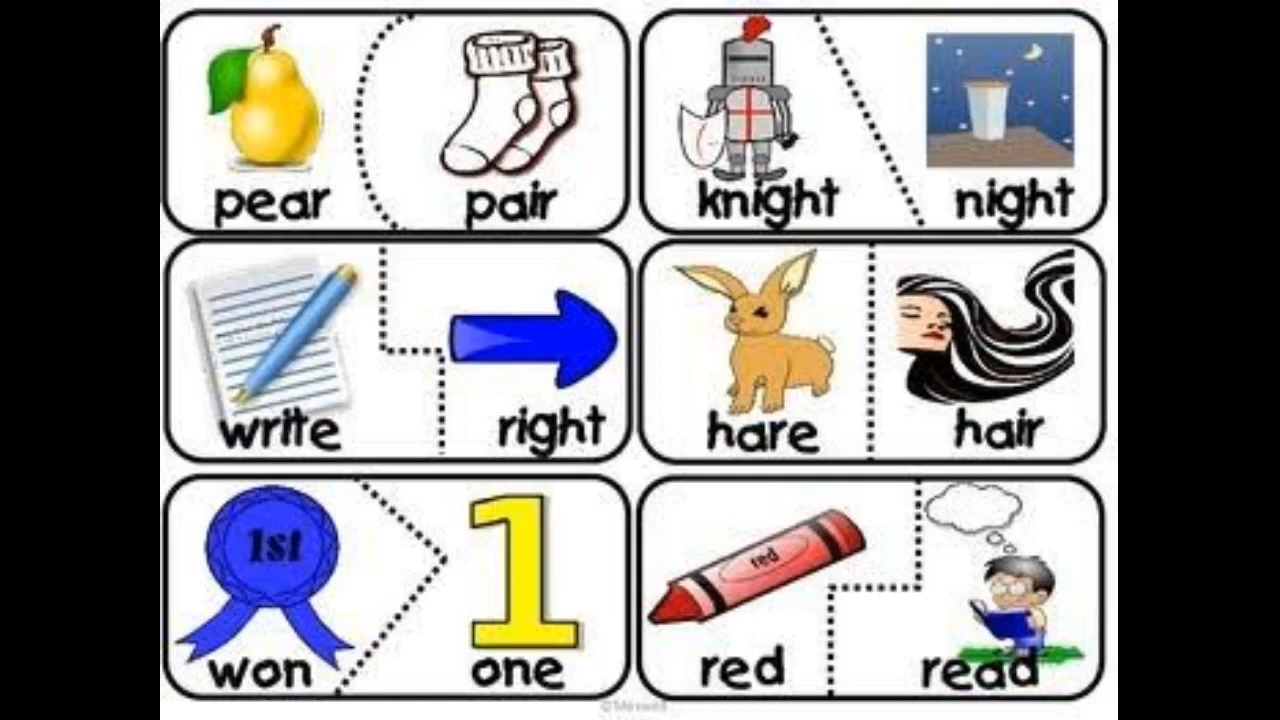 pear pair
knight night
write right
hare hair
1st
won
1
one
red
red read